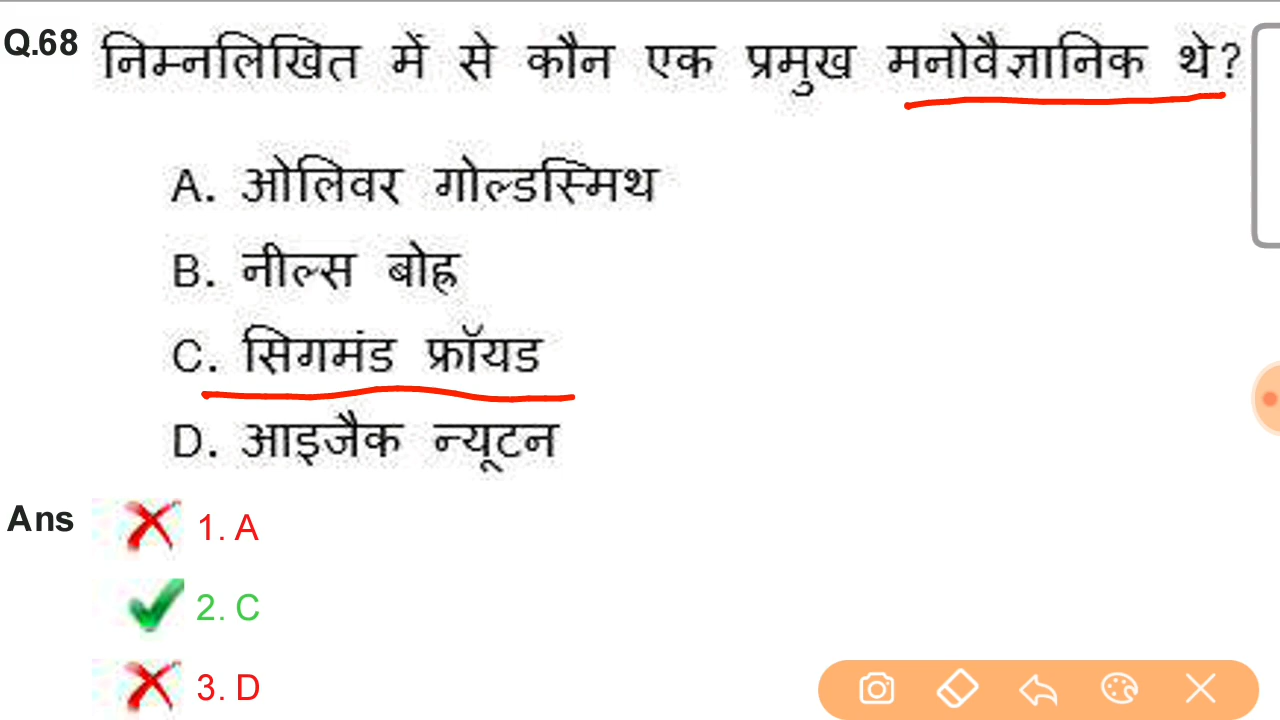 Q.68 निम्नलिखित में से कौन एक प्रमुख मनोवैज्ञानिक थे?
A. ओलिवर गोल्डस्मिथ
B. नील्स बोह्र
C. सिगमंड फ्रॉयड
D. आइजैक न्यूटन
Ans 1. A
2. C
3. D